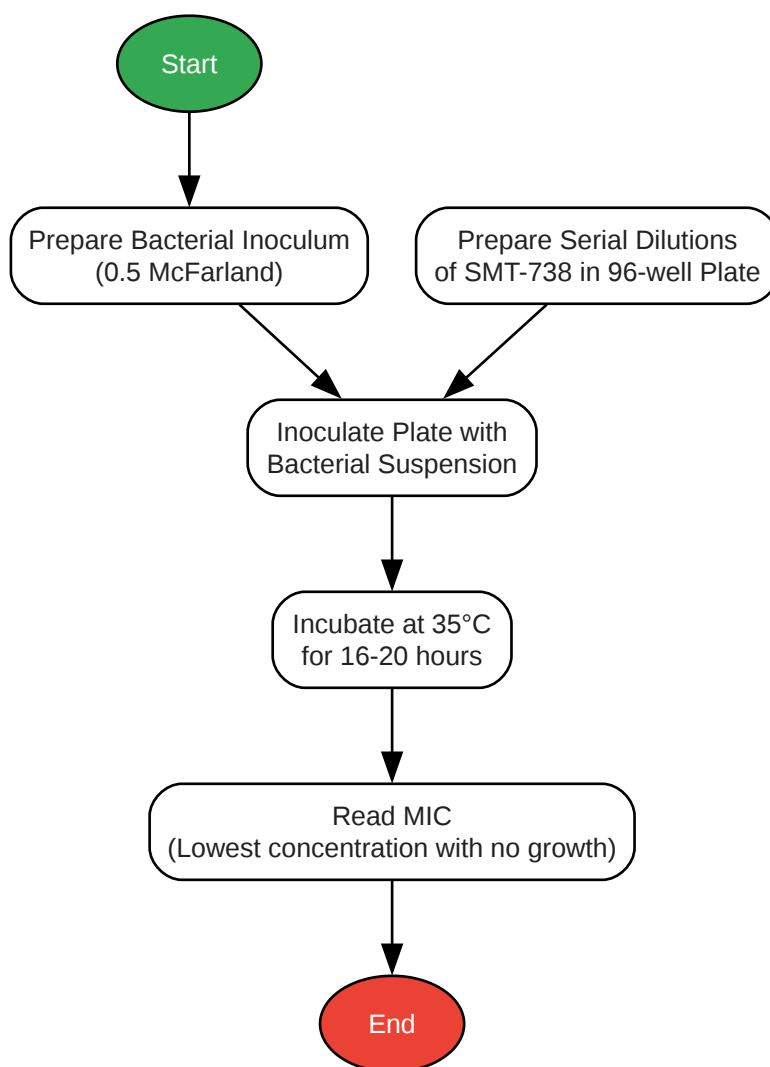 Start
Prepare Bacterial Inoculum
(0.5 McFarland)
Prepare Serial Dilutions
of SMT-738 in 96-well Plate
Inoculate Plate with
Bacterial Suspension
Incubate at 35°C
for 16-20 hours
Read MIC
(Lowest concentration with no growth)
End